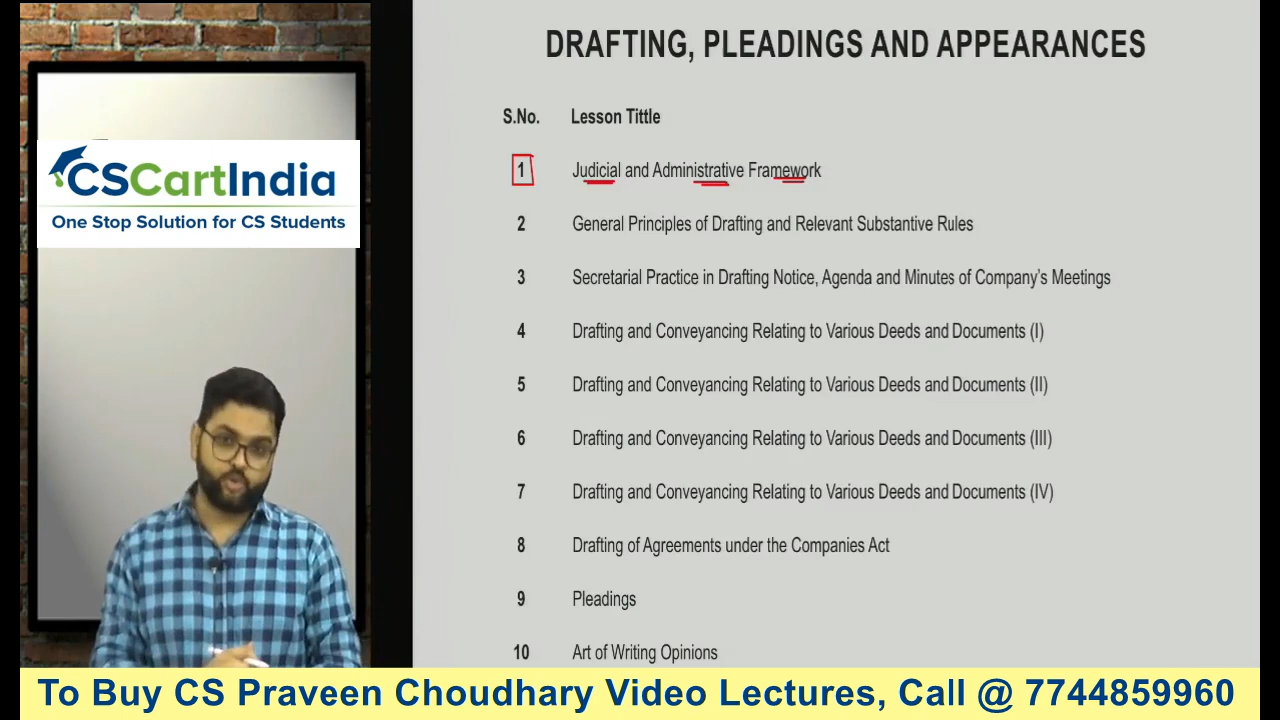 CSCartIndia
One Stop Solution for CS Students
DRAFTING, PLEADINGS AND APPEARANCES
S.No. Lesson Tittle
1 Judicial and Administrative Framework
2 General Principles of Drafting and Relevant Substantive Rules
3 Secretarial Practice in Drafting Notice, Agenda and Minutes of Company's Meetings
4 Drafting and Conveyancing Relating to Various Deeds and Documents (I)
5 Drafting and Conveyancing Relating to Various Deeds and Documents (II)
6 Drafting and Conveyancing Relating to Various Deeds and Documents (III)
7 Drafting and Conveyancing Relating to Various Deeds and Documents (IV)
8 Drafting of Agreements under the Companies Act
9 Pleadings
10 Art of Writing Opinions
To Buy CS Praveen Choudhary Video Lectures, Call @ 7744859960